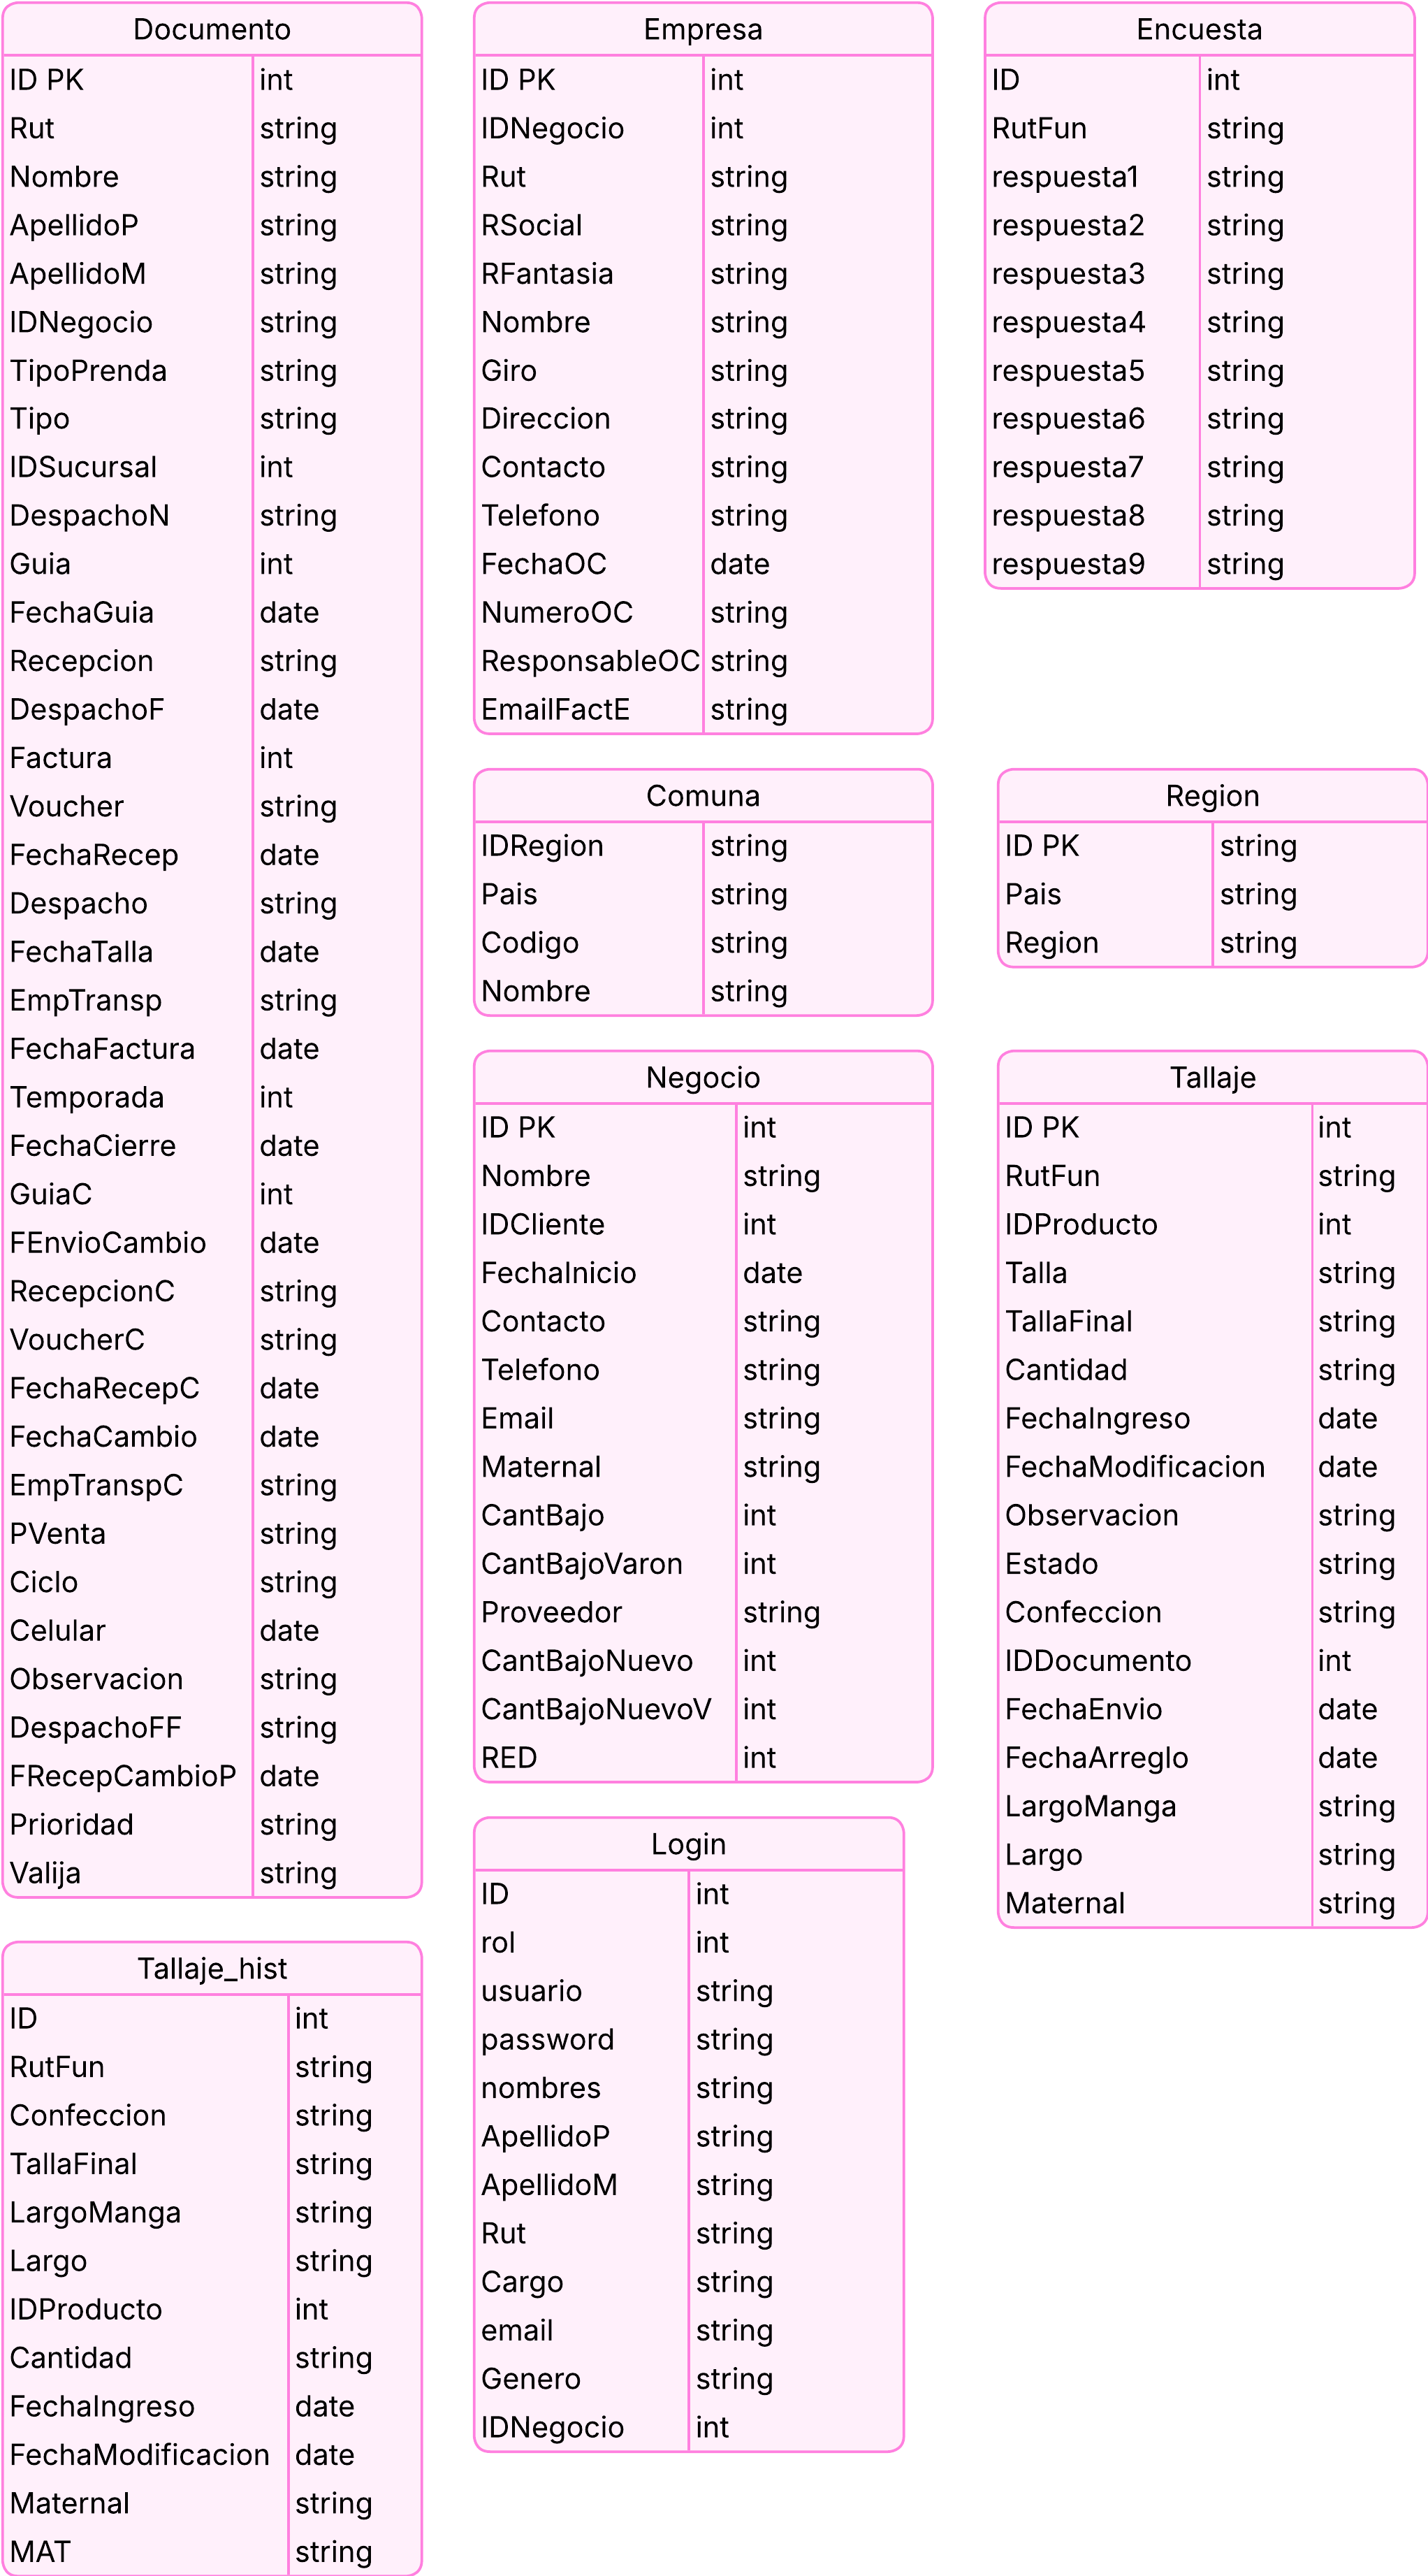 Documento
ID PK int
Rut string
Nombre string
ApellidoP string
ApellidoM string
IDNegocio string
TipoPrenda string
Tipo string
IDSucursal int
DespachoN string
Guia int
FechaGuia date
Recepcion string
DespachoF date
Factura int
Voucher string
FechaRecep date
Despacho string
FechaTalla date
EmpTransp string
FechaFactura date
Temporada int
FechaCierre date
GuiaC int
FEnvioCambio date
RecepcionC string
VoucherC string
FechaRecepC date
FechaCambio date
EmpTranspC string
PVenta string
Ciclo string
Celular date
Observacion string
DespachoFF string
FRecepCambioP date
Prioridad string
Valija string
Tallaje_hist
ID int
RutFun string
Confeccion string
TallaFinal string
LargoManga string
Largo string
IDProducto int
Cantidad string
FechaIngreso date
FechaModificacion date
Maternal string
MAT string
Empresa
ID PK int
IDNegocio int
Rut string
RSocial string
RFantasia string
Nombre string
Giro string
Direccion string
Contacto string
Telefono string
FechaOC date
NumeroOC string
ResponsableOC string
EmailFactE string
Comuna
IDRegion string
Pais string
Codigo string
Nombre string
Negocio
ID PK int
Nombre string
IDCliente int
FechaInicio date
Contacto string
Telefono string
Email string
Maternal string
CantBajo int
CantBajoVaron int
Proveedor string
CantBajoNuevo int
CantBajoNuevoV int
RED int
Login
ID int
rol int
usuario string
password string
nombres string
ApellidoP string
ApellidoM string
Rut string
Cargo string
email string
Genero string
IDNegocio int
Encuesta
ID int
RutFun string
respuesta1 string
respuesta2 string
respuesta3 string
respuesta4 string
respuesta5 string
respuesta6 string
respuesta7 string
respuesta8 string
respuesta9 string
Region
ID PK string
Pais string
Region string
Tallaje
ID PK int
RutFun string
IDProducto int
Talla string
TallaFinal string
Cantidad string
FechaIngreso date
FechaModificacion date
Observacion string
Estado string
Confeccion string
IDDocumento int
FechaEnvio date
FechaArreglo date
LargoManga string
Largo string
Maternal string